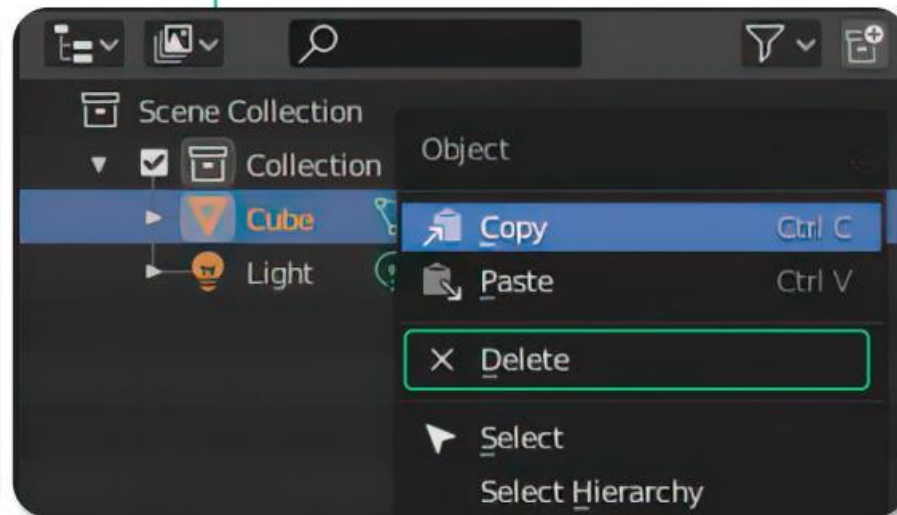 Scene Collection
Collection
Cube
Light
Object
Copy Ctrl C
Paste Ctrl V
Delete
Select
Select Hierarchy